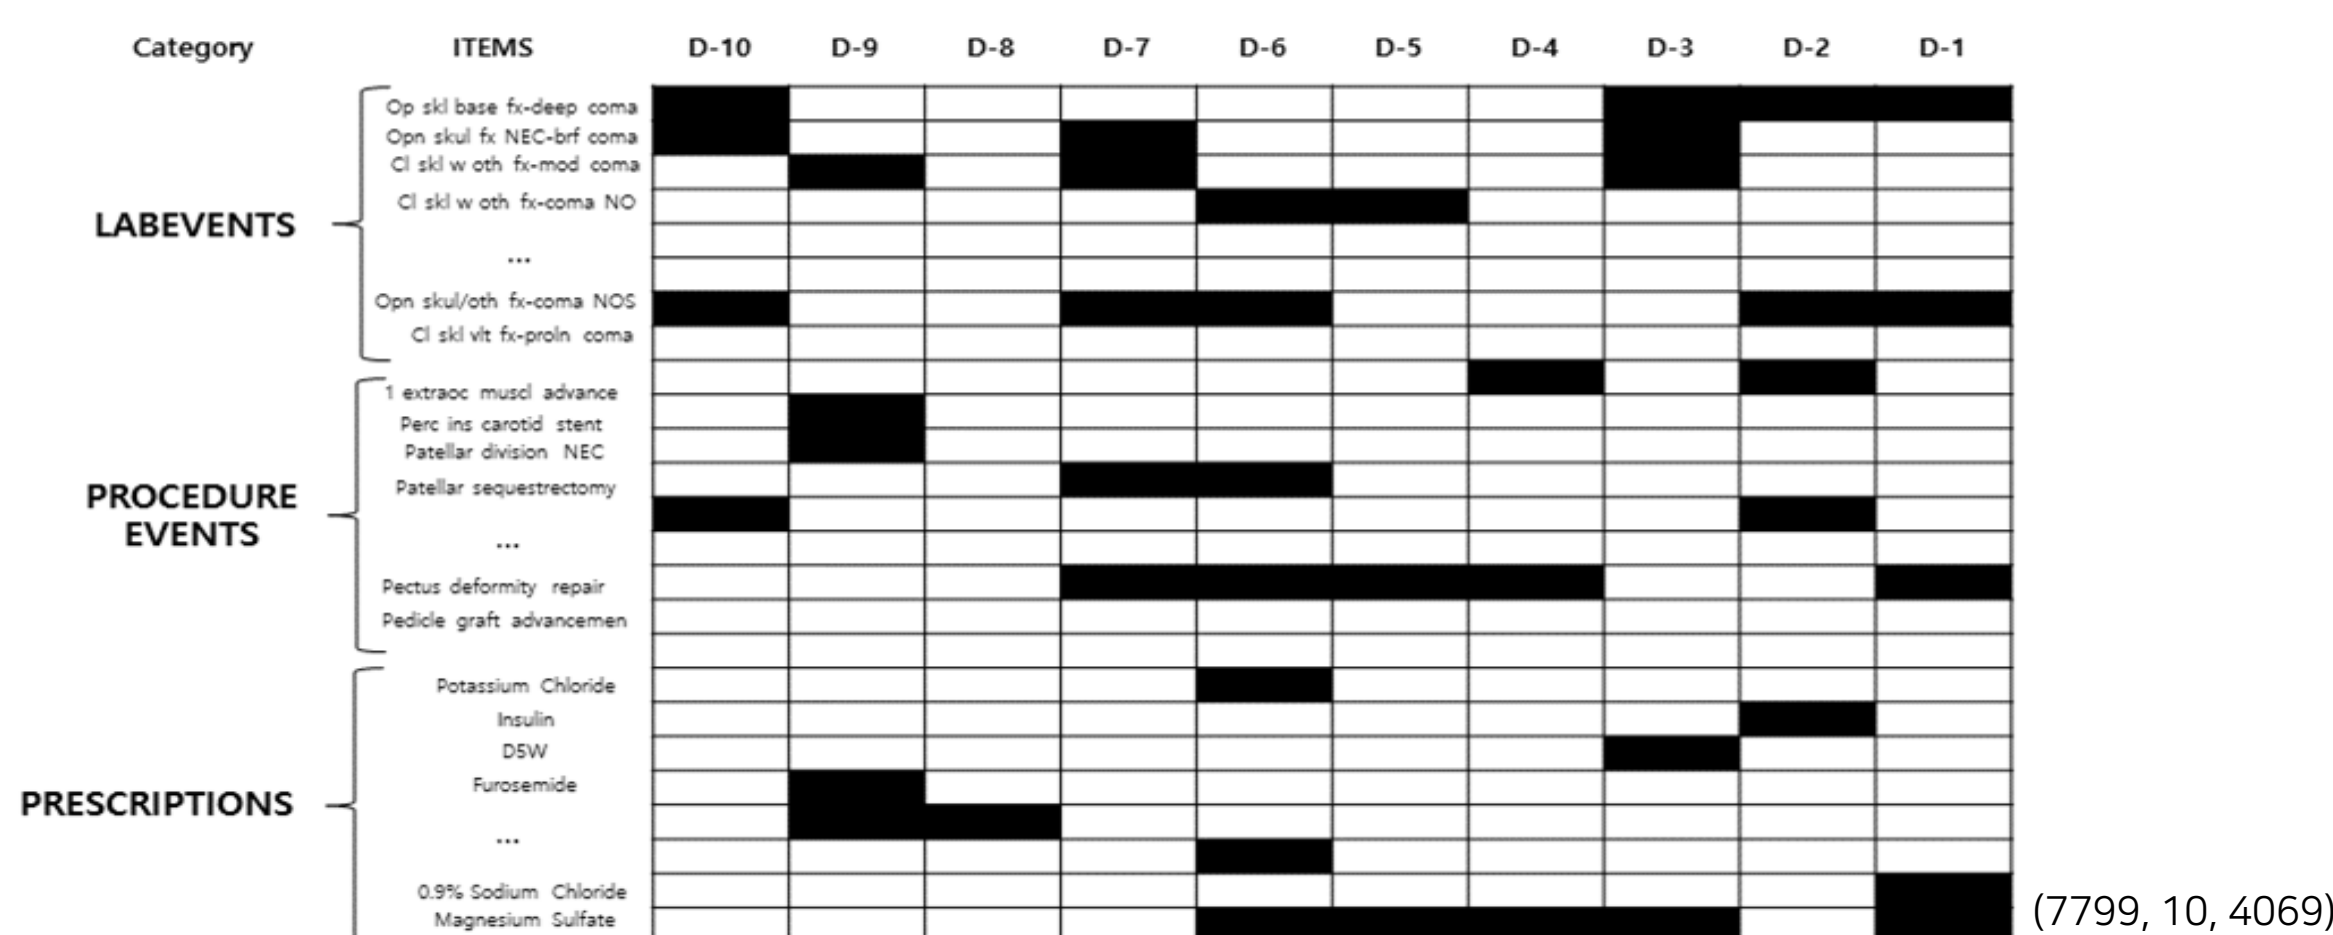 Category ITEMS D-10 D-9 D-8 D-7 D-6 D-5 D-4 D-3 D-2 D-1
LABEVENTS
Op skl base fx-deep coma
Opn skul fx NEC-brf coma
Cl skl w oth fx-mod coma
Cl skl w oth fx-coma NO
...
Opn skul/oth fx-coma NOS
Cl skl vlt fx-proln coma
PROCEDURE
EVENTS
1 extraoc muscl advance
Perc ins carotid stent
Patellar division NEC
Patellar sequestrectomy
...
Pectus deformity repair
Pedicle graft advancemen
PRESCRIPTIONS
Potassium Chloride
Insulin
D5W
Furosemide
...
0.9% Sodium Chloride
Magnesium Sulfate
(7799, 10, 4069)